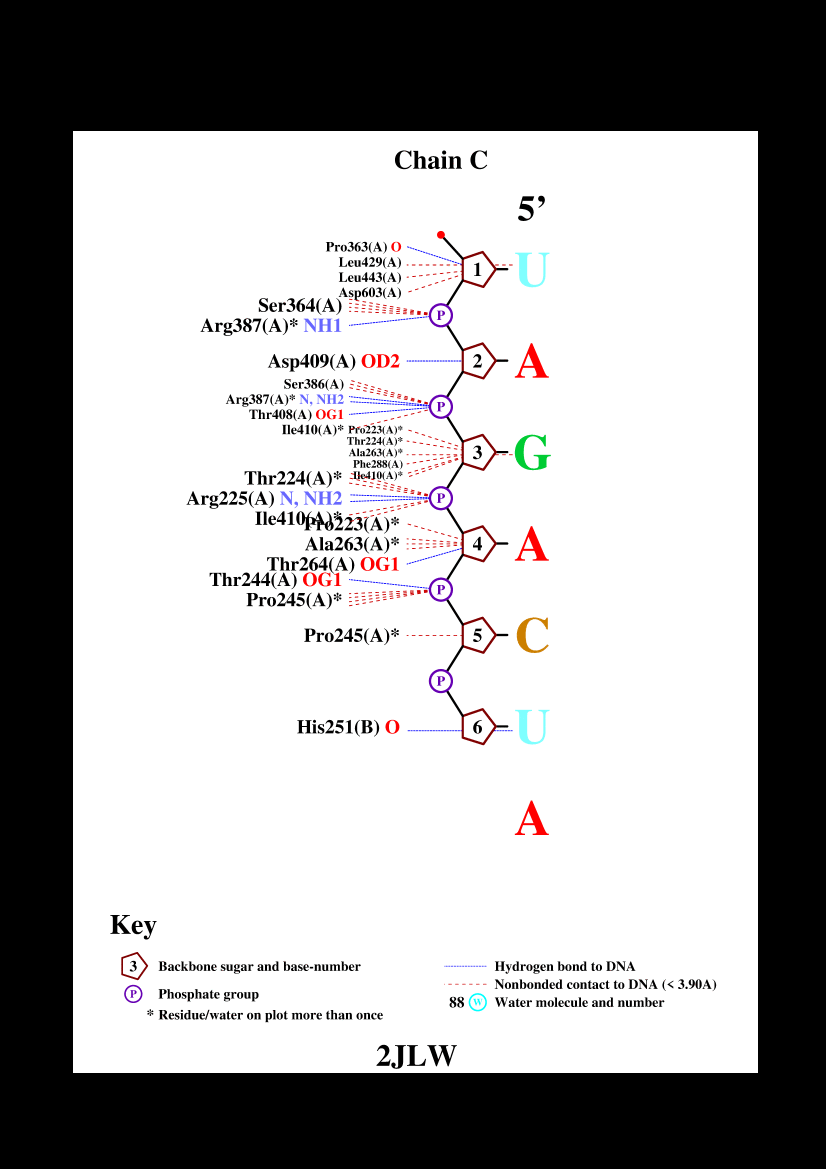 Chain C
5’
Pro363(A) O
Leu429(A)
Leu443(A)
Asp603(A)
1 U
Ser364(A)
Arg387(A)* NH1
P
Asp409(A) OD2
2 A
Ser386(A)
Arg387(A)* N, NH2
Thr408(A) OG1
Ile410(A)*
P
Pro223(A)*
Thr224(A)*
Ala263(A)*
Phe288(A)
Ile410(A)*
3 G
Thr224(A)*
Arg225(A) N, NH2
Ile410(A)*
P
Pro223(A)*
Ala263(A)*
Thr264(A) OG1
4 A
Thr244(A) OG1
Pro245(A)*
P
Pro245(A)*
5 C
P
His251(B) O
6 U
A
Key
3 Backbone sugar and base-number
P Phosphate group
* Residue/water on plot more than once
Hydrogen bond to DNA
Nonbonded contact to DNA (< 3.90A)
88 W Water molecule and number
2JLW